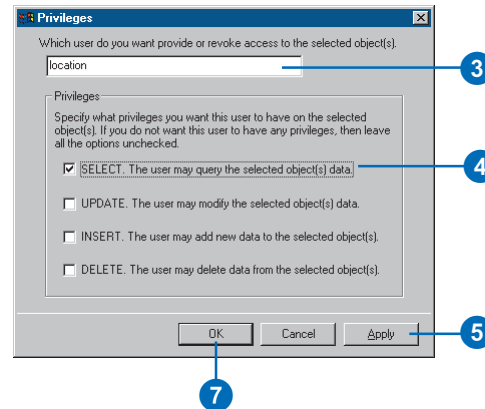 Privileges
Which user do you want provide or revoke access to the selected object(s).
location
3
Privileges
Specify what privileges you want this user to have on the selected
object(s). If you do not want this user to have any privileges, then leave
all the options unchecked.
SELECT. The user may query the selected object(s) data.
4
UPDATE. The user may modify the selected object(s) data.
INSERT. The user may add new data to the selected object(s).
DELETE. The user may delete data from the selected object(s).
OK
Cancel
Apply
5
7